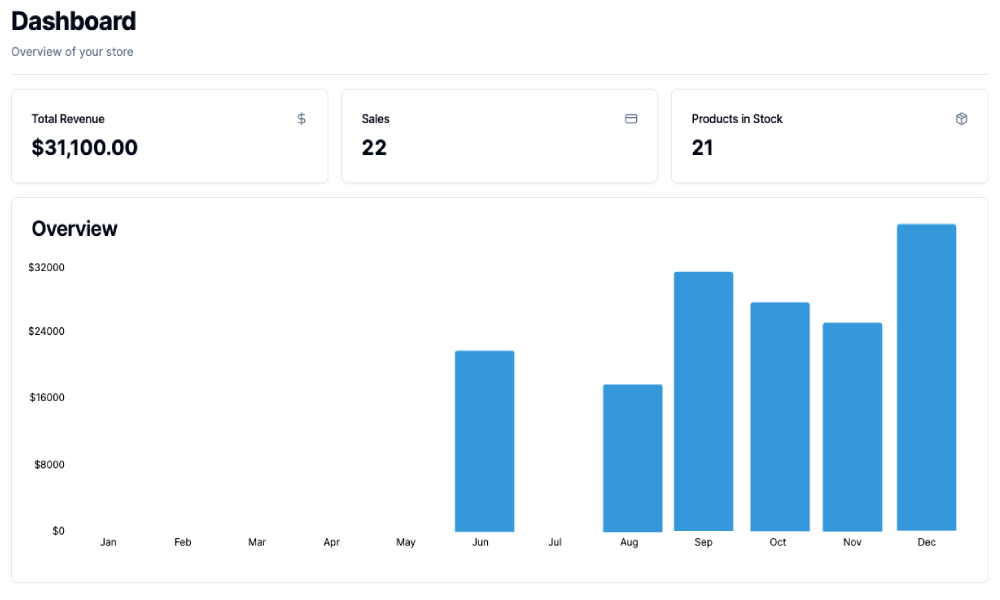 Dashboard
Overview of your store
Total Revenue
$
$31,100.00
Sales
22
Products in Stock
21
Overview
$32000
$24000
$16000
$8000
$0
Jan Feb Mar Apr May Jun Jul Aug Sep Oct Nov Dec